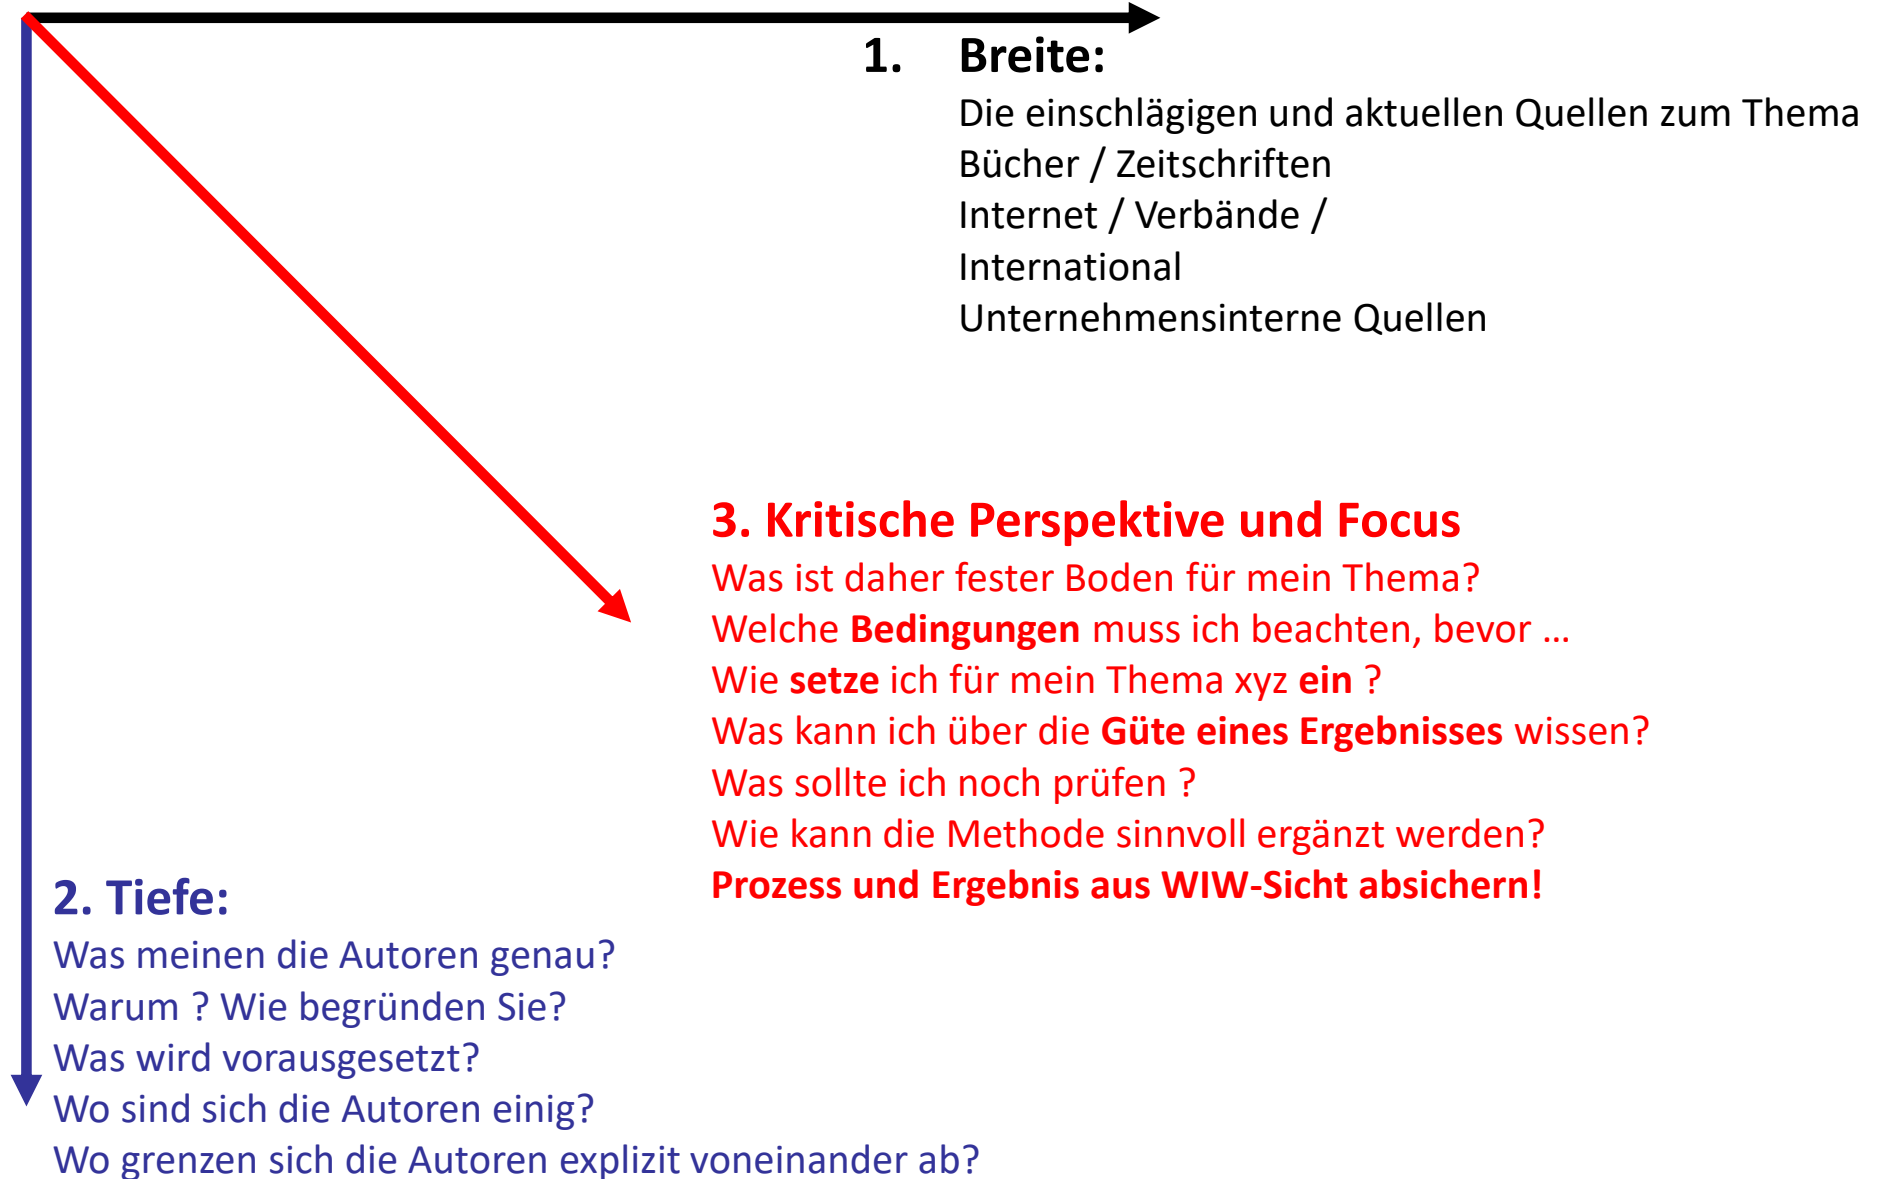 1. Breite:
Die einschlägigen und aktuellen Quellen zum Thema
Bücher / Zeitschriften
Internet / Verbände /
International
Unternehmensinterne Quellen
3. Kritische Perspektive und Focus
Was ist daher fester Boden für mein Thema?
Welche Bedingungen muss ich beachten, bevor …
Wie setze ich für mein Thema xyz ein ?
Was kann ich über die Güte eines Ergebnisses wissen?
Was sollte ich noch prüfen ?
Wie kann die Methode sinnvoll ergänzt werden?
Prozess und Ergebnis aus WIW-Sicht absichern!
2. Tiefe:
Was meinen die Autoren genau?
Warum ? Wie begründen Sie?
Was wird vorausgesetzt?
Wo sind sich die Autoren einig?
Wo grenzen sich die Autoren explizit voneinander ab?